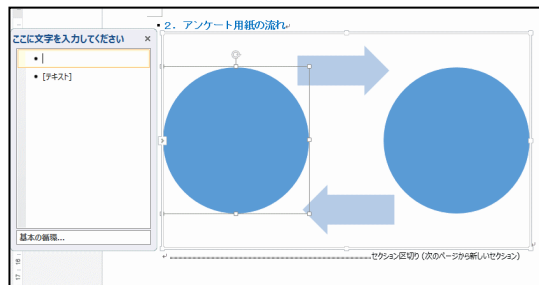 ▪２．アンケート用紙の流れ↵
ここに文字を入力してください ×
•
• [テキスト]
基本の循環...
セクション区切り (次のページから新しいセクション)
16
17